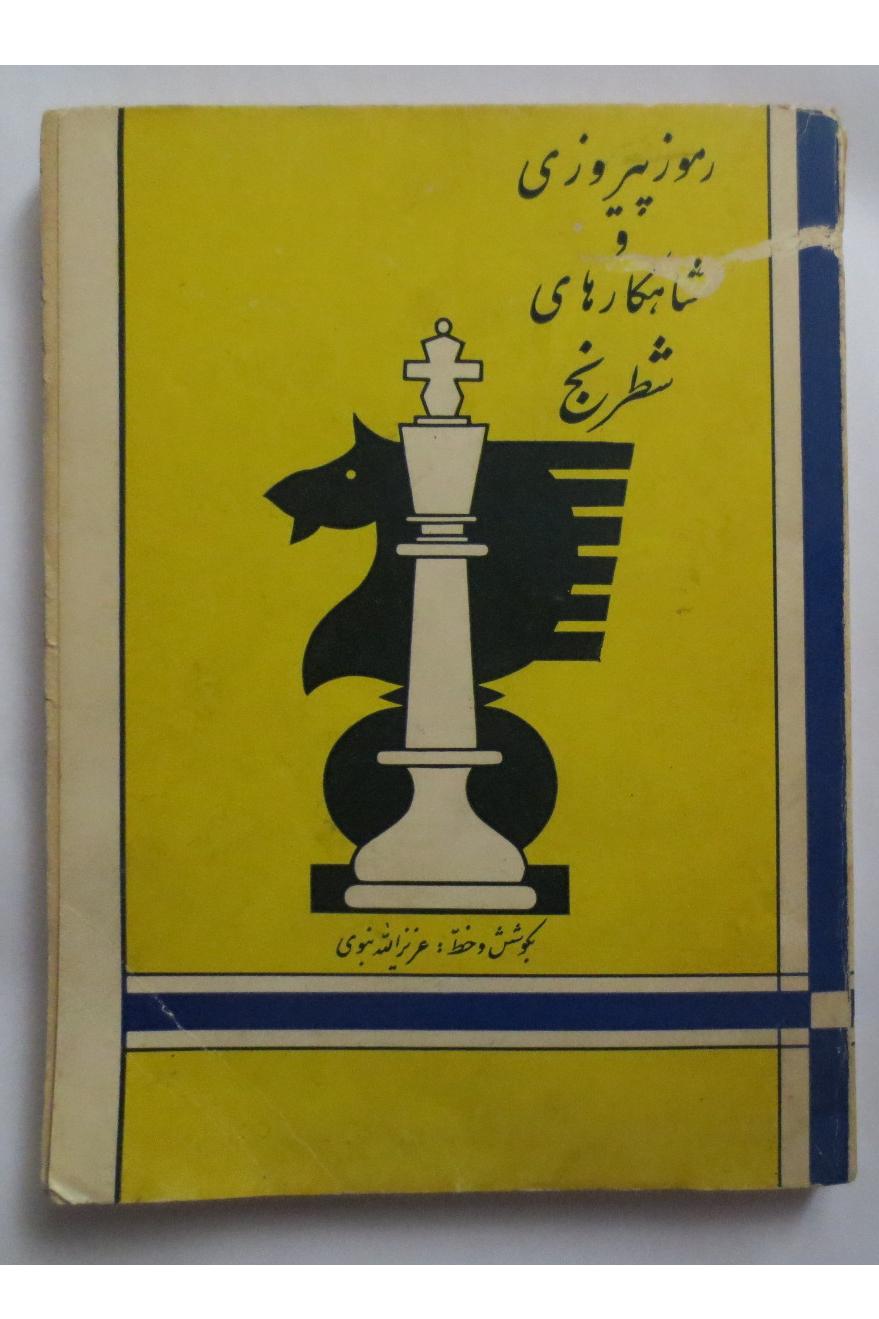 رموز پیروزی
و
شاهکارهای
شطرنج
بکوشش و خطّ : عزیزالله نبوی